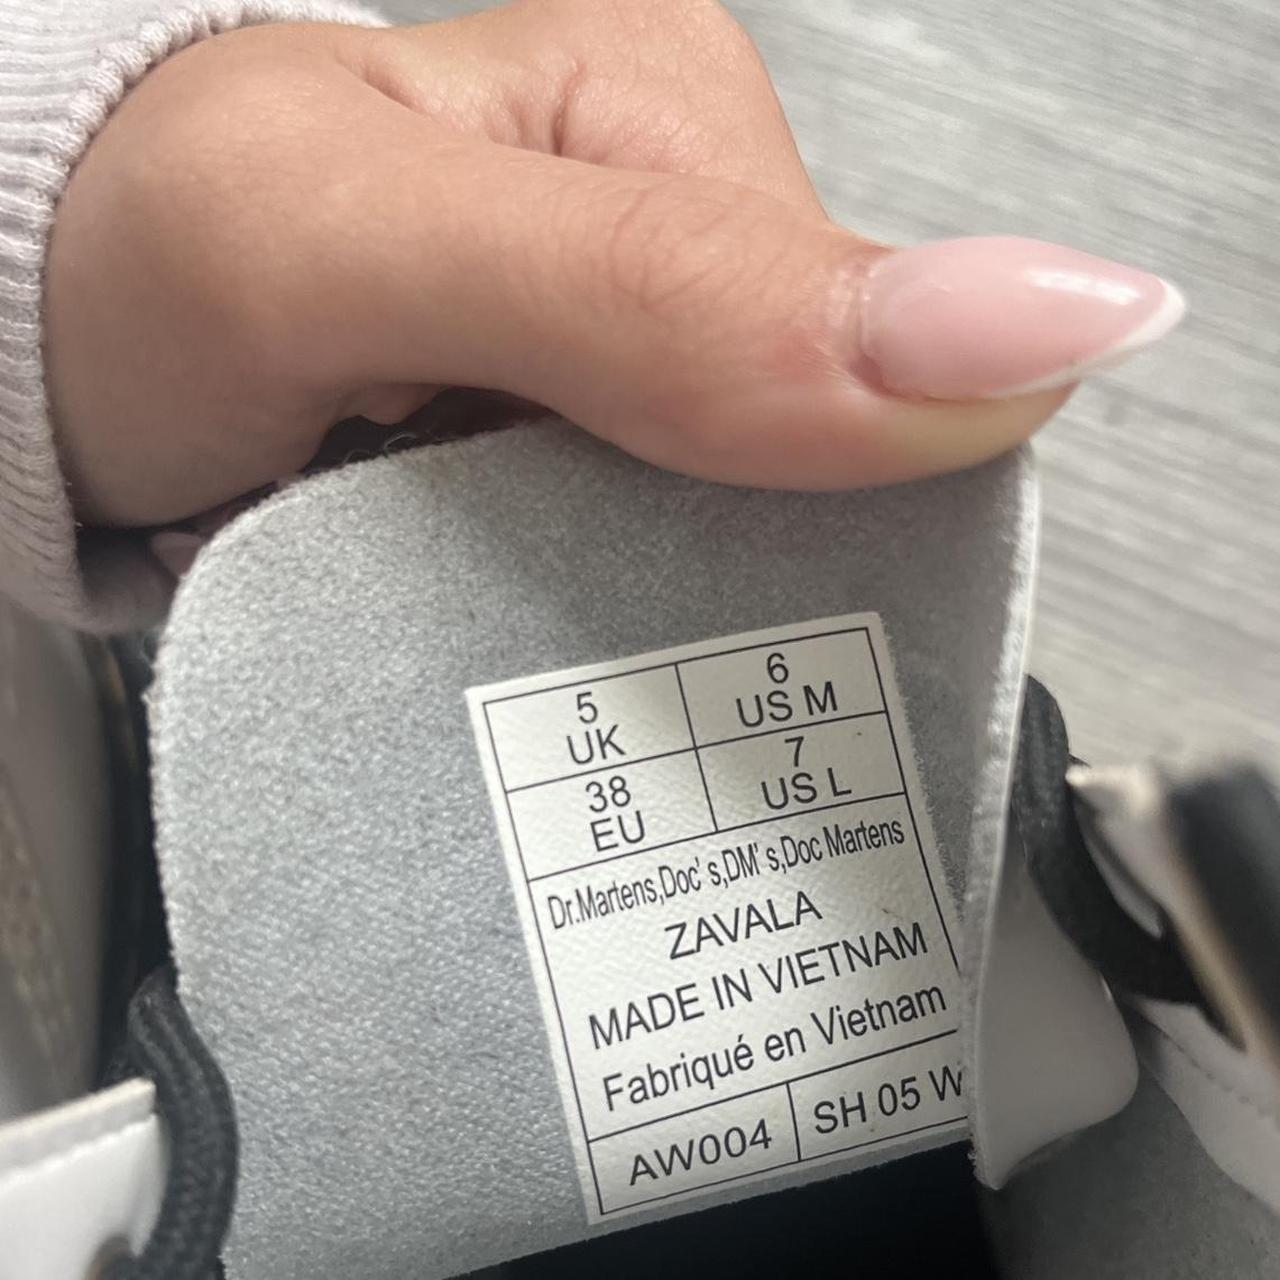 5 6
UK US M
38 7
EU US L
Dr.Martens,Doc's,DM's,Doc Martens
ZAVALA
MADE IN VIETNAM
Fabriqué en Vietnam
AW004 SH 05 W